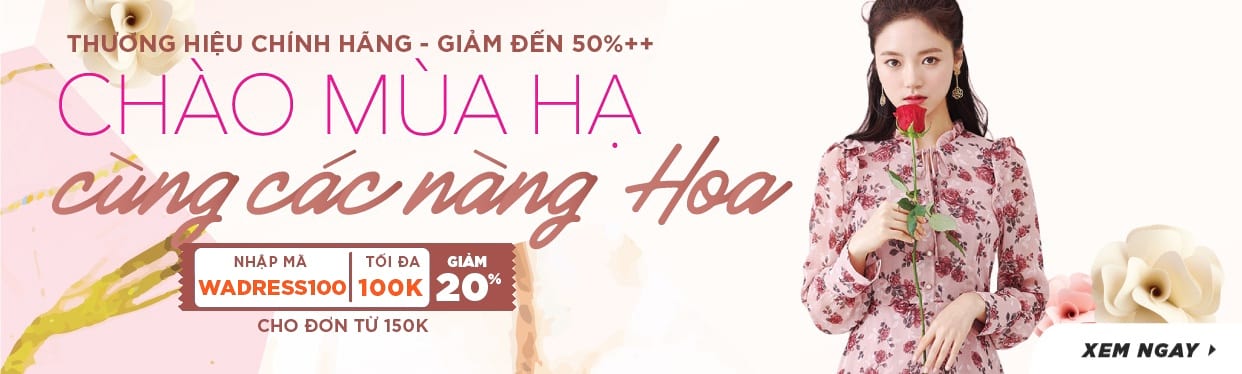 THƯƠNG HIỆU CHÍNH HÃNG - GIẢM ĐẾN 50%++
CHÀO MÙA HẠ
cùng các nàng Hoa
NHẬP MÃ
WADRESS100
TỐI ĐA
100K
GIẢM
20%
CHO ĐƠN TỪ 150K
XEM NGAY